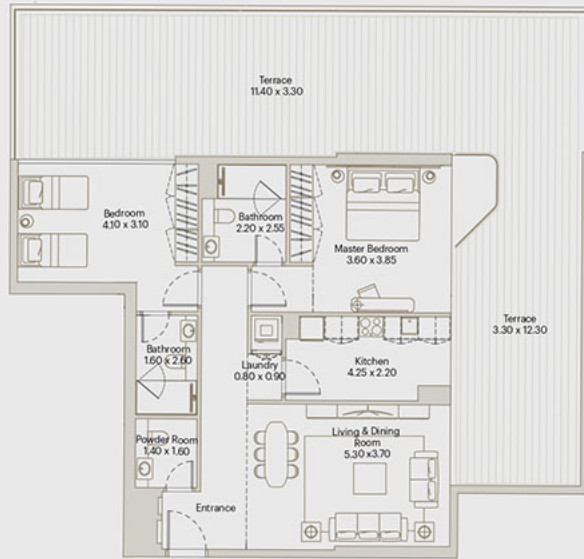 Terrace
11.40 x 3.30
Bedroom
4.10 x 3.10
Bathroom
2.20 x 2.55
Master Bedroom
3.60 x 3.85
Terrace
3.30 x 12.30
Bathroom
1.60 x 2.60
Laundry
0.80 x 0.90
Kitchen
4.25 x 2.20
Powder Room
1.40 x 1.60
Living & Dining
Room
5.30 x3.70
Entrance